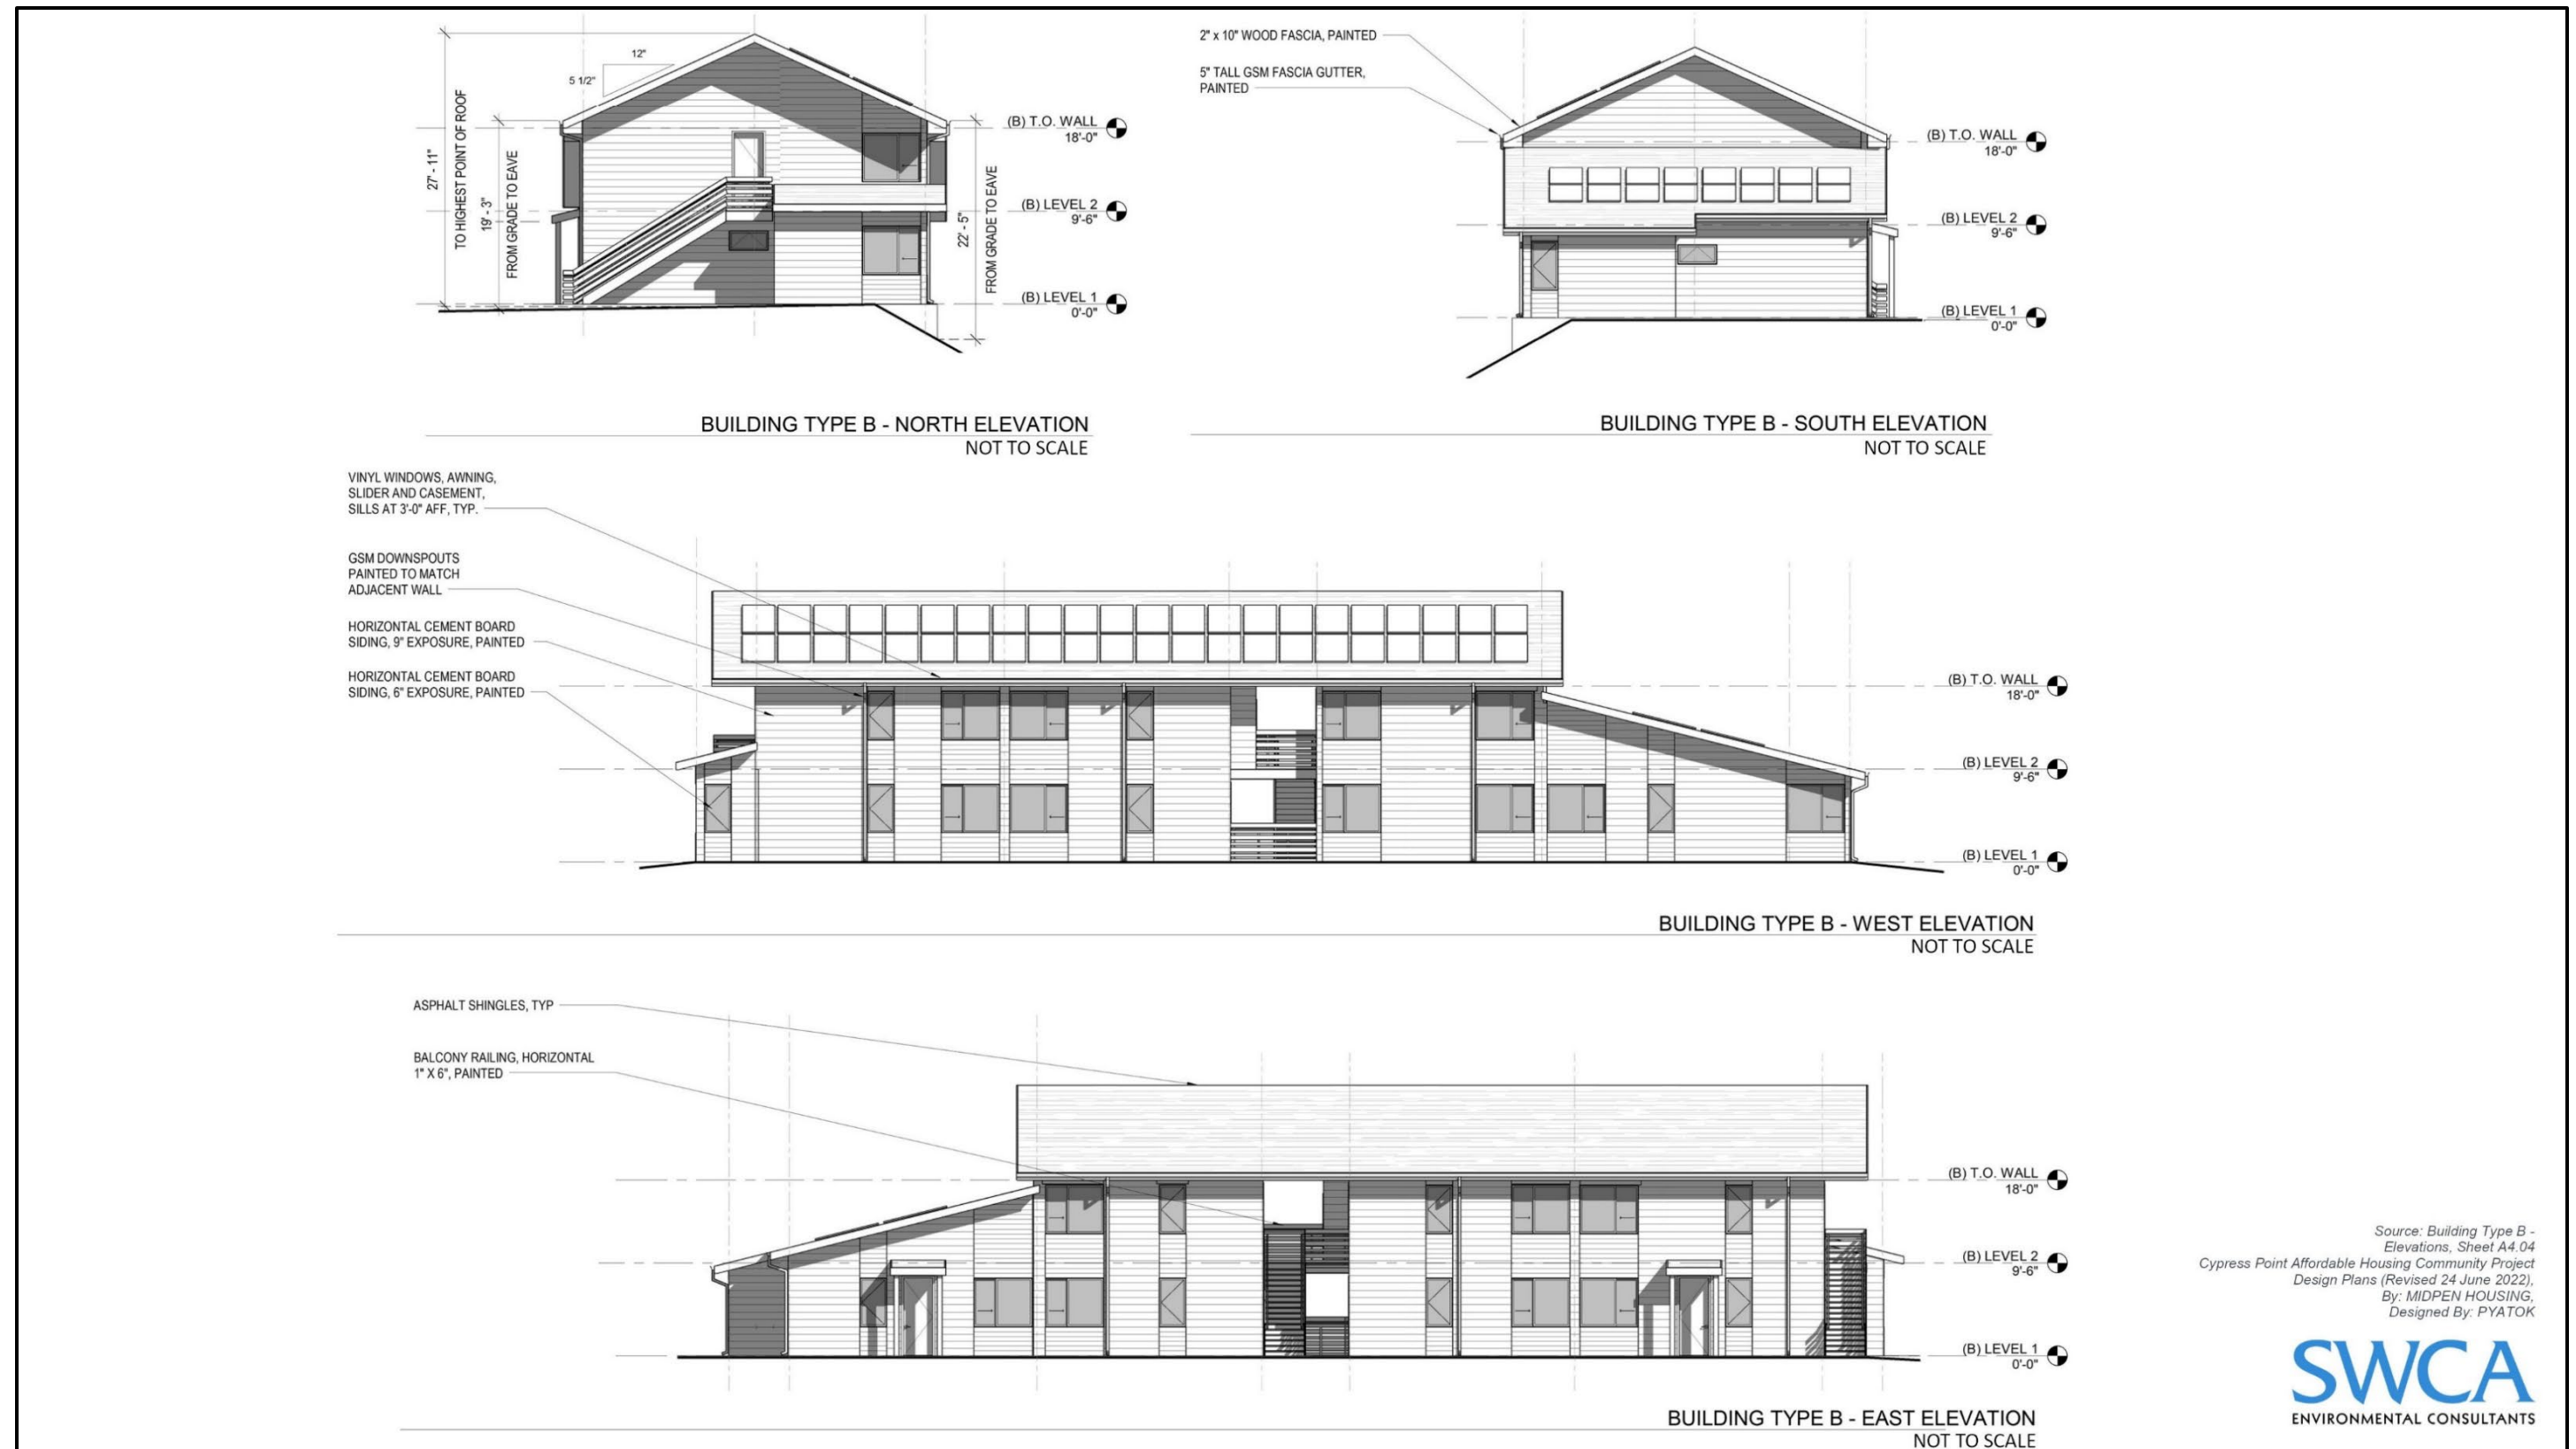 12"
5 1/2"
27' - 11"
TO HIGHEST POINT OF ROOF
19' - 3"
FROM GRADE TO EAVE
22' - 5"
FROM GRADE TO EAVE
(B) T.O. WALL
18'-0"
(B) LEVEL 2
9'-6"
(B) LEVEL 1
0'-0"
BUILDING TYPE B - NORTH ELEVATION
NOT TO SCALE
2" x 10" WOOD FASCIA, PAINTED
5" TALL GSM FASCIA GUTTER,
PAINTED
(B) T.O. WALL
18'-0"
(B) LEVEL 2
9'-6"
(B) LEVEL 1
0'-0"
BUILDING TYPE B - SOUTH ELEVATION
NOT TO SCALE
VINYL WINDOWS, AWNING,
SLIDER AND CASEMENT,
SILLS AT 3'-0" AFF, TYP.
GSM DOWNSPOUTS
PAINTED TO MATCH
ADJACENT WALL
HORIZONTAL CEMENT BOARD
SIDING, 9" EXPOSURE, PAINTED
HORIZONTAL CEMENT BOARD
SIDING, 6" EXPOSURE, PAINTED
(B) T.O. WALL
18'-0"
(B) LEVEL 2
9'-6"
(B) LEVEL 1
0'-0"
BUILDING TYPE B - WEST ELEVATION
NOT TO SCALE
ASPHALT SHINGLES, TYP
BALCONY RAILING, HORIZONTAL
1" X 6", PAINTED
(B) T.O. WALL
18'-0"
(B) LEVEL 2
9'-6"
(B) LEVEL 1
0'-0"
BUILDING TYPE B - EAST ELEVATION
NOT TO SCALE
Source: Building Type B -
Elevations, Sheet A4.04
Cypress Point Affordable Housing Community Project
Design Plans (Revised 24 June 2022),
By: MIDPEN HOUSING,
Designed By: PYATOK
SWCA
ENVIRONMENTAL CONSULTANTS